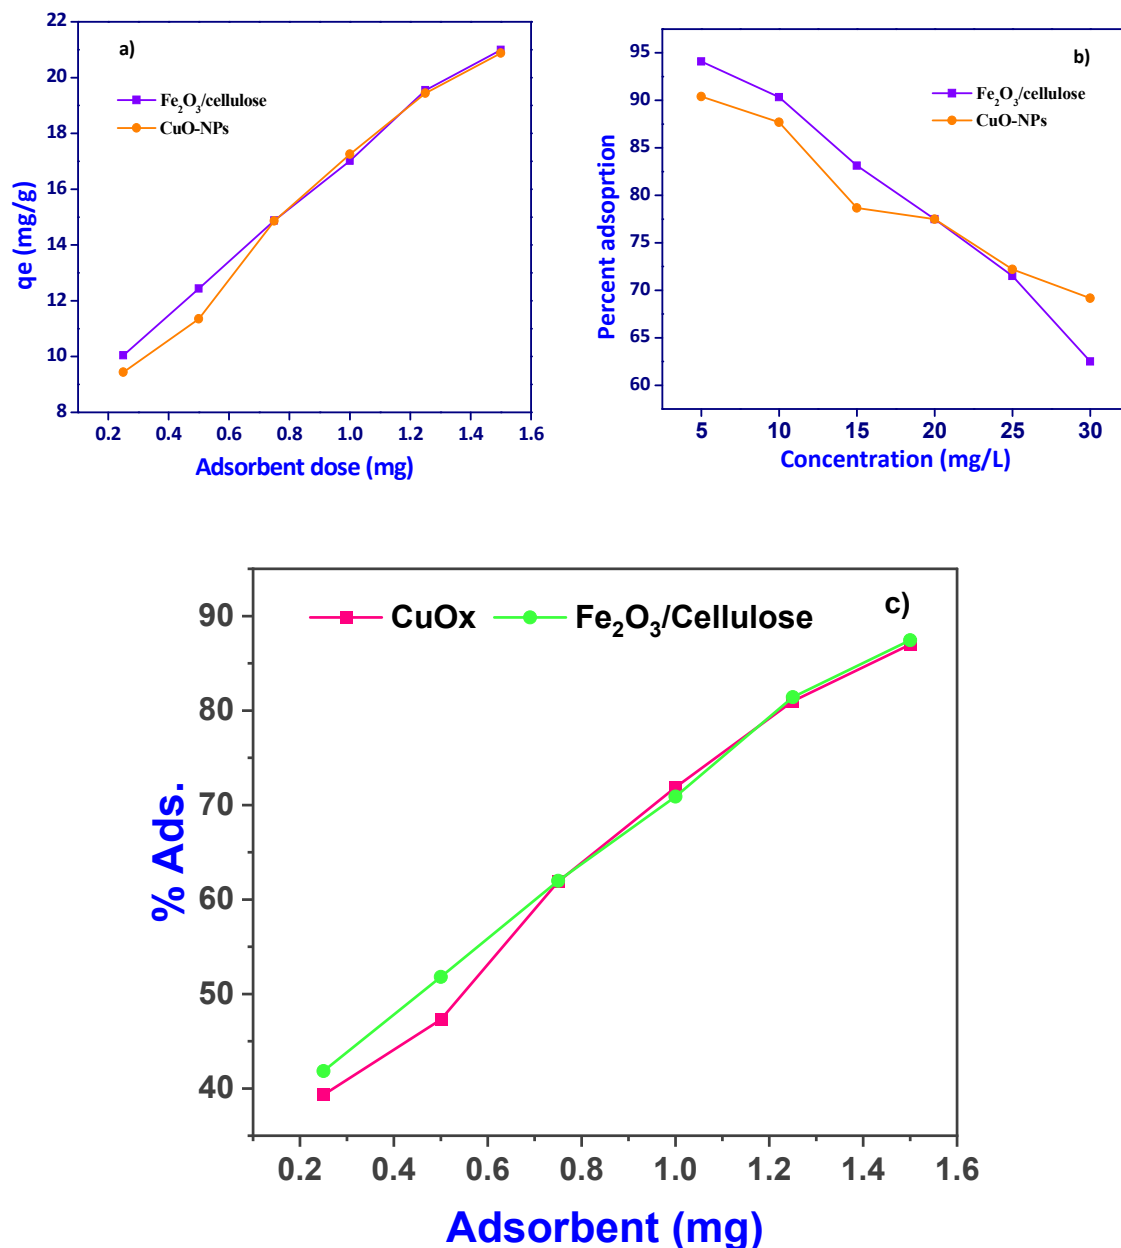 a)
Fe₂O₃/cellulose
CuO-NPs
qe (mg/g)
22
20
18
16
14
12
10
8
0.2 0.4 0.6 0.8 1.0 1.2 1.4 1.6
Adsorbent dose (mg)
b)
Fe₂O₃/cellulose
CuO-NPs
Percent adsoprtion
95
90
85
80
75
70
65
60
5 10 15 20 25 30
Concentration (mg/L)
c)
CuOx Fe₂O₃/Cellulose
% Ads.
90
80
70
60
50
40
0.2 0.4 0.6 0.8 1.0 1.2 1.4 1.6
Adsorbent (mg)